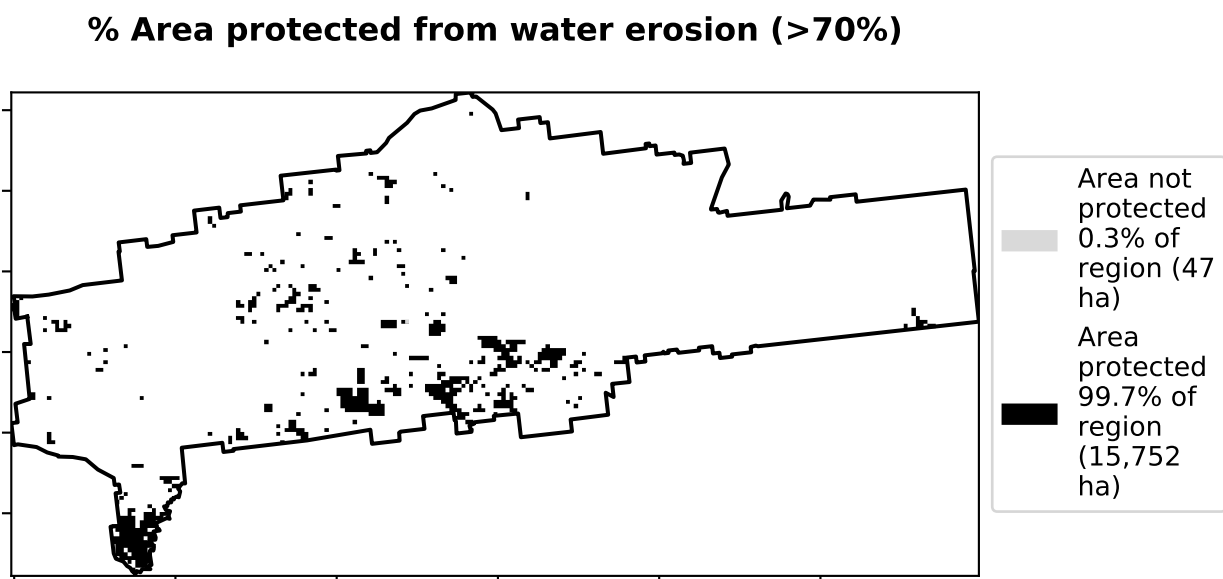 % Area protected from water erosion (>70%)
Area not
protected
0.3% of
region (47
ha)
Area
protected
99.7% of
region
(15,752
ha)